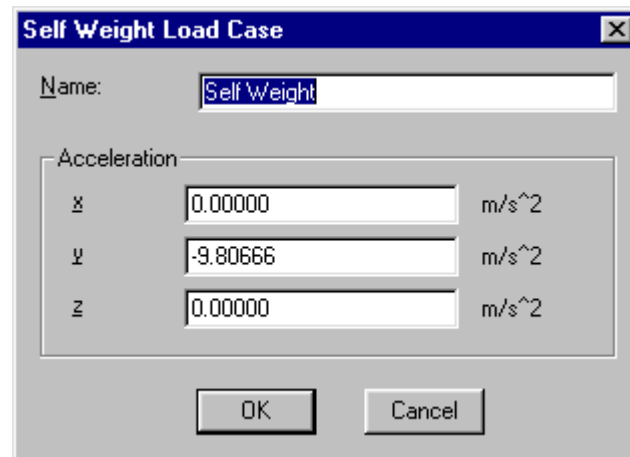 Self Weight Load Case
Name: Self Weight
Acceleration
x 0.00000 m/s^2
y -9.80666 m/s^2
z 0.00000 m/s^2
OK Cancel